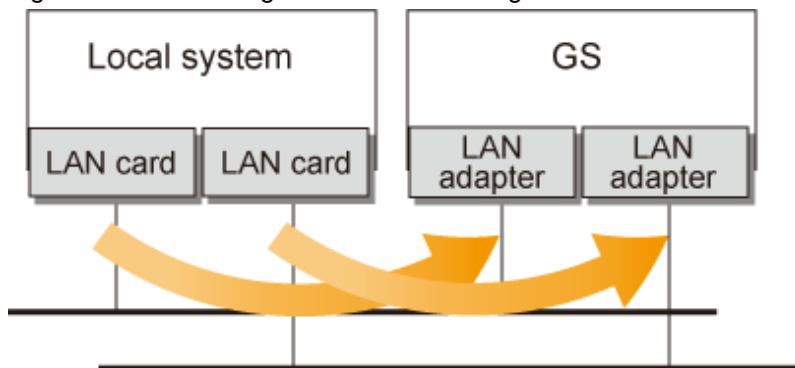 Local system
GS
LAN card
LAN card
LAN
adapter
LAN
adapter